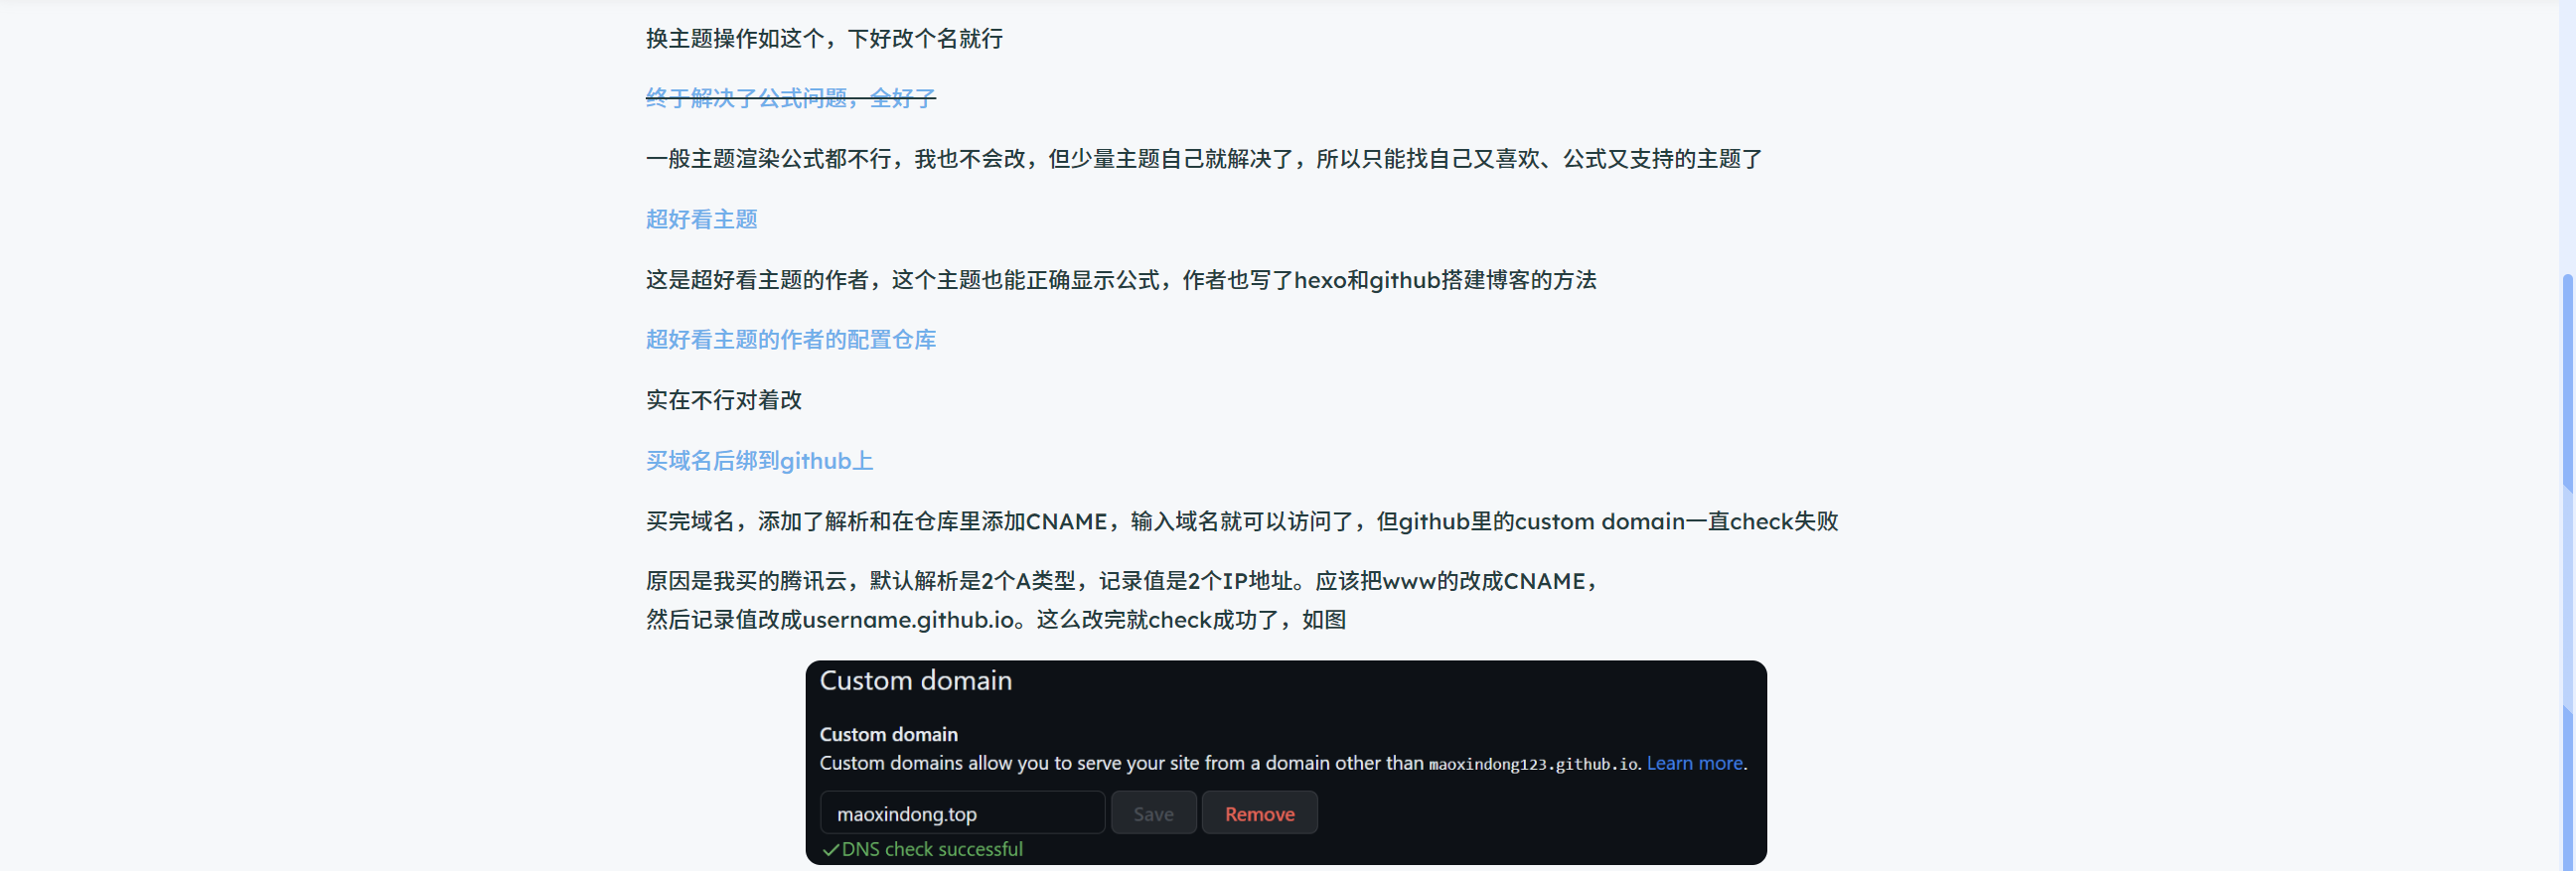 换主题操作如这个，下好改个名就行
终于解决了公式问题，全好了
一般主题渲染公式都不行，我也不会改，但少量主题自己就解决了，所以只能找自己又喜欢、公式又支持的主题了
超好看主题
这是超好看主题的作者，这个主题也能正确显示公式，作者也写了hexo和github搭建博客的方法
超好看主题的作者的配置仓库
实在不行对着改
买域名后绑到github上
买完域名，添加了解析和在仓库里添加CNAME，输入域名就可以访问了，但github里的custom domain一直check失败
原因是我买的腾讯云，默认解析是2个A类型，记录值是2个IP地址。应该把www的改成CNAME，
然后记录值改成username.github.io。这么改完就check成功了，如图
Custom domain
Custom domain
Custom domains allow you to serve your site from a domain other than maoxindong123.github.io. Learn more.
maoxindong.top Save Remove
✓DNS check successful